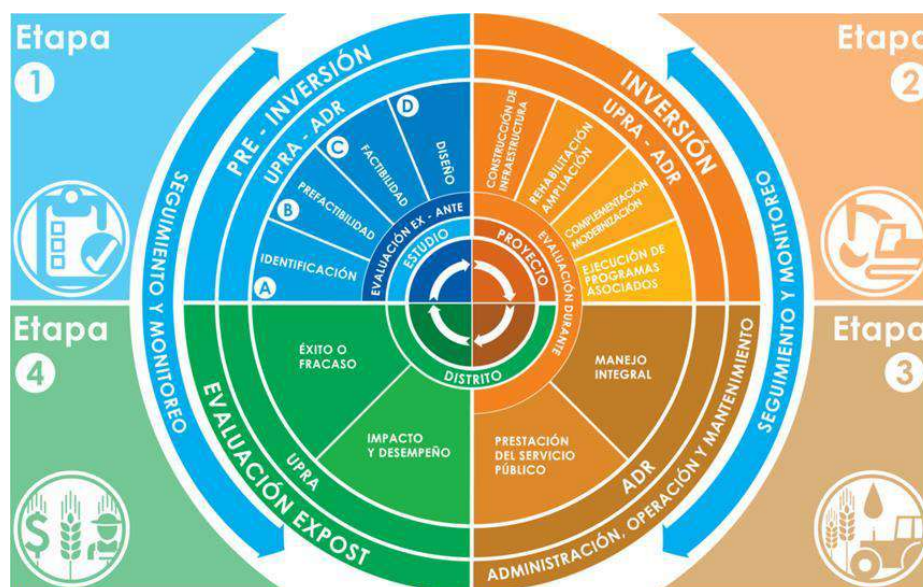 Etapa
1
PRE - INVERSIÓN
UPRA - ADR
A
IDENTIFICACIÓN
B
PREFACTIBILIDAD
C
FACTIBILIDAD
D
DISEÑO
EVALUACIÓN EX - ANTE
ESTUDIO
SEGUIMIENTO Y MONITOREO
Etapa
2
INVERSIÓN
UPRA - ADR
CONSTRUCCIÓN DE
INFRAESTRUCTURA
REHABILITACIÓN
AMPLIACIÓN
COMPLEMENTACIÓN
MODERNIZACIÓN
EJECUCIÓN DE
PROGRAMAS
ASOCIADOS
EVALUACIÓN DURANTE
PROYECTO
SEGUIMIENTO Y MONITOREO
Etapa
3
ADMINISTRACIÓN, OPERACIÓN Y MANTENIMIENTO
ADR
MANEJO
INTEGRAL
PRESTACIÓN
DEL SERVICIO
PÚBLICO
DISTRITO
Etapa
4
EVALUACIÓN EXPOST
UPRA
ÉXITO O
FRACASO
IMPACTO
Y DESEMPEÑO
$